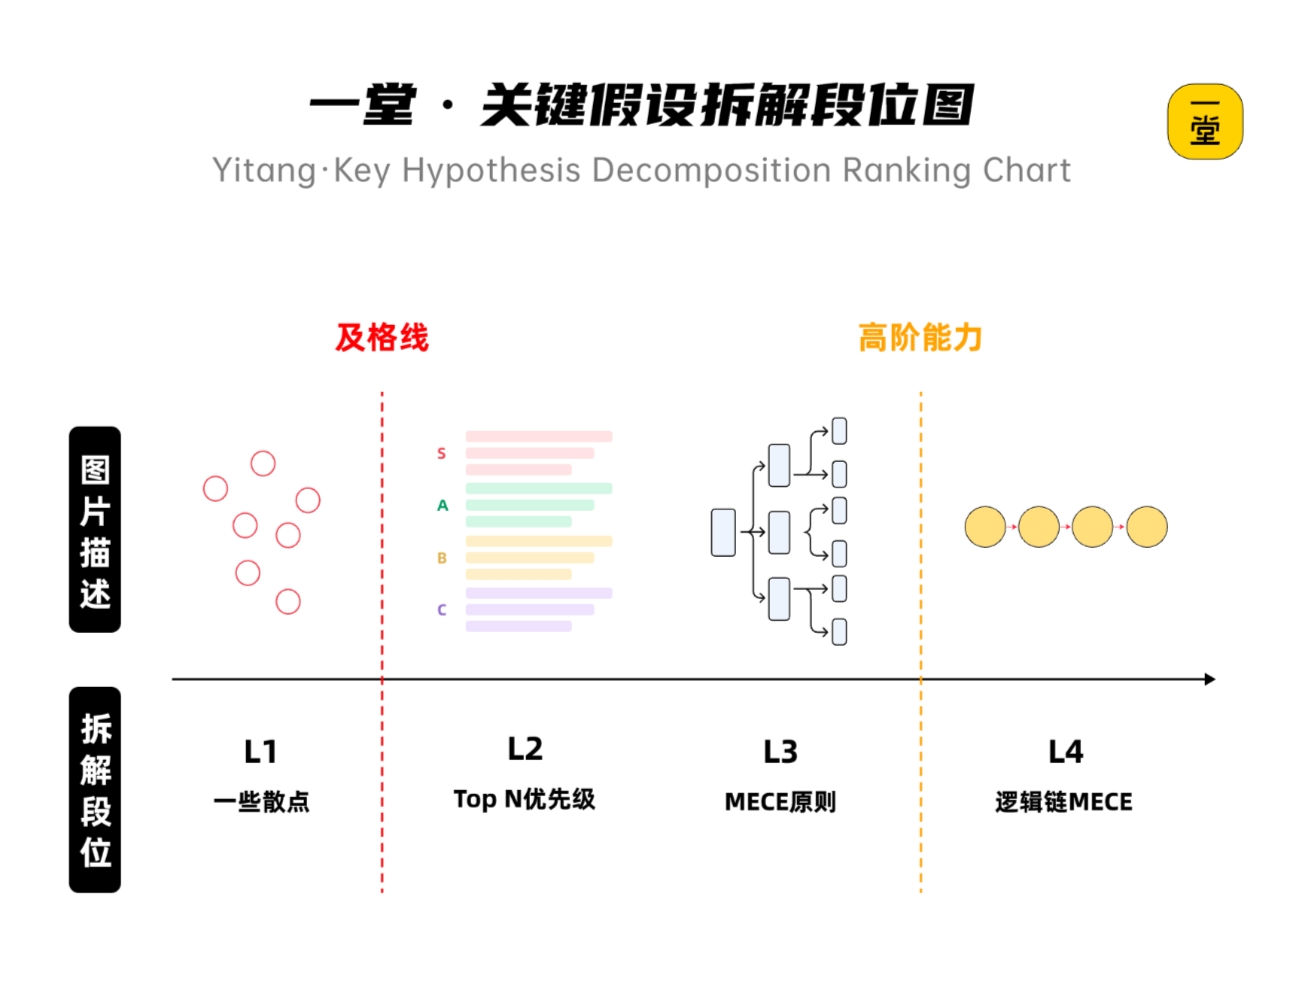 一堂 · 关键假设拆解段位图
一堂
Yitang·Key Hypothesis Decomposition Ranking Chart
及格线
高阶能力
图片描述
S
A
B
C
拆解段位
L1
L2
L3
L4
一些散点
Top N优先级
MECE原则
逻辑链MECE